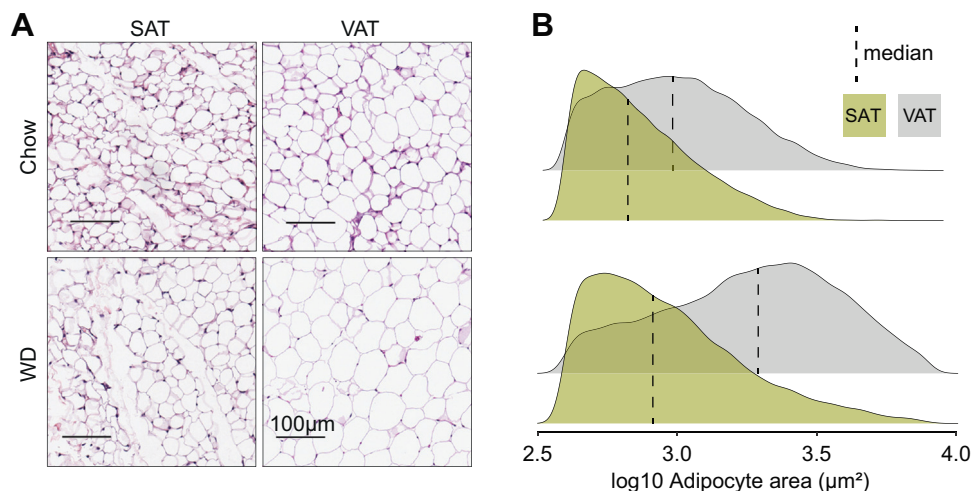 A
SAT
VAT
Chow
WD
100µm
B
median
SAT
VAT
2.5
3.0
3.5
4.0
log10 Adipocyte area (µm²)